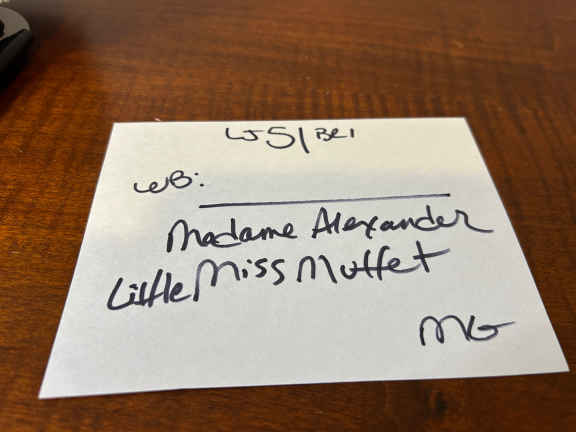 WS/BE1
WB:
Madame Alexander
Little Miss Muffet
MG